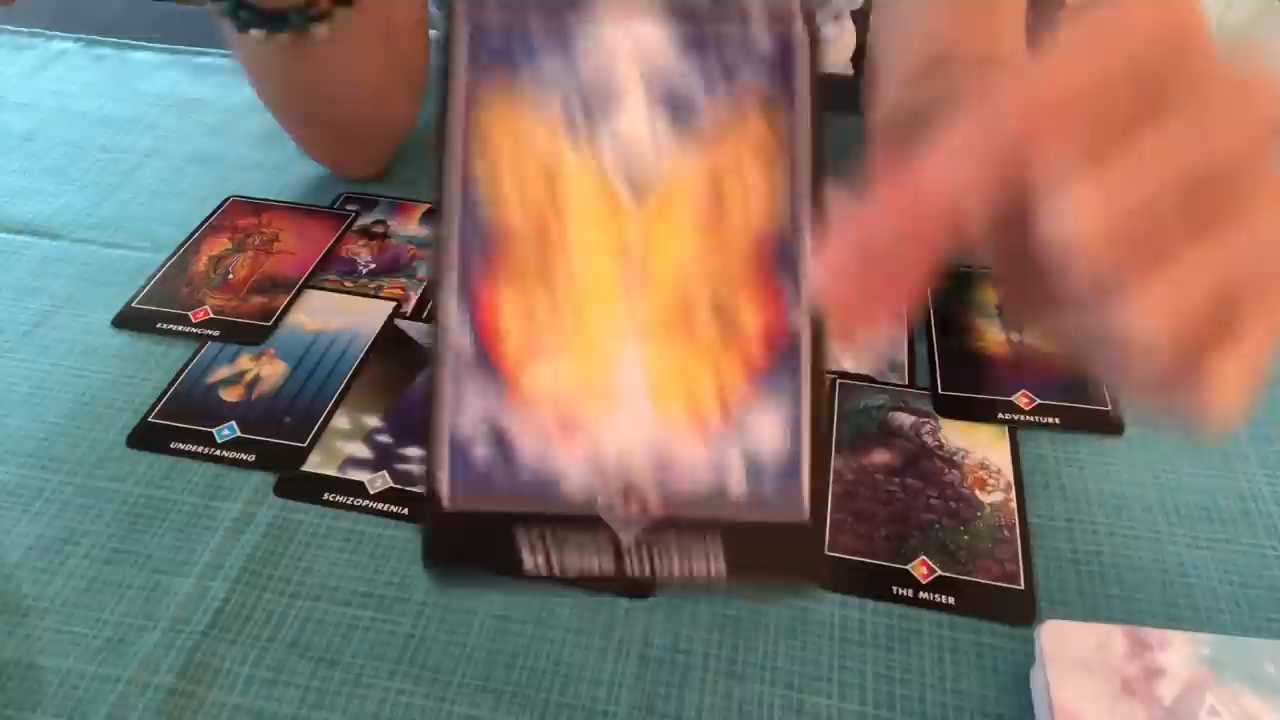 EXPERIENCING
ADVENTURE
UNDERSTANDING
SCHIZOPHRENIA
THE MISER